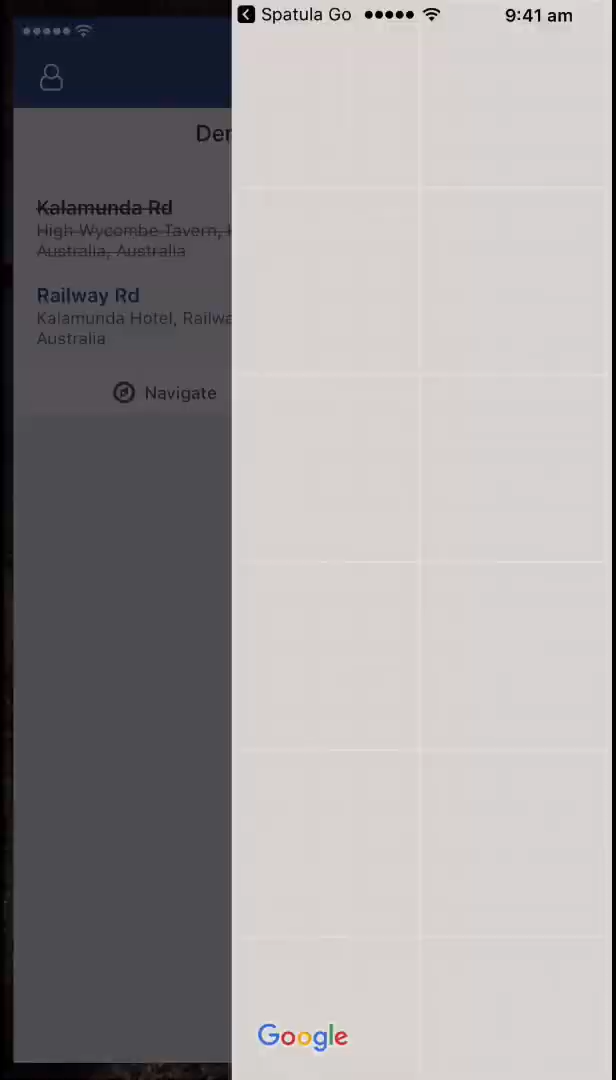 Spatula Go
9:41 am
Kalamunda Rd
High Wycombe Tavern,
Australia, Australia
Railway Rd
Kalamunda Hotel,
Australia
Navigate
Google